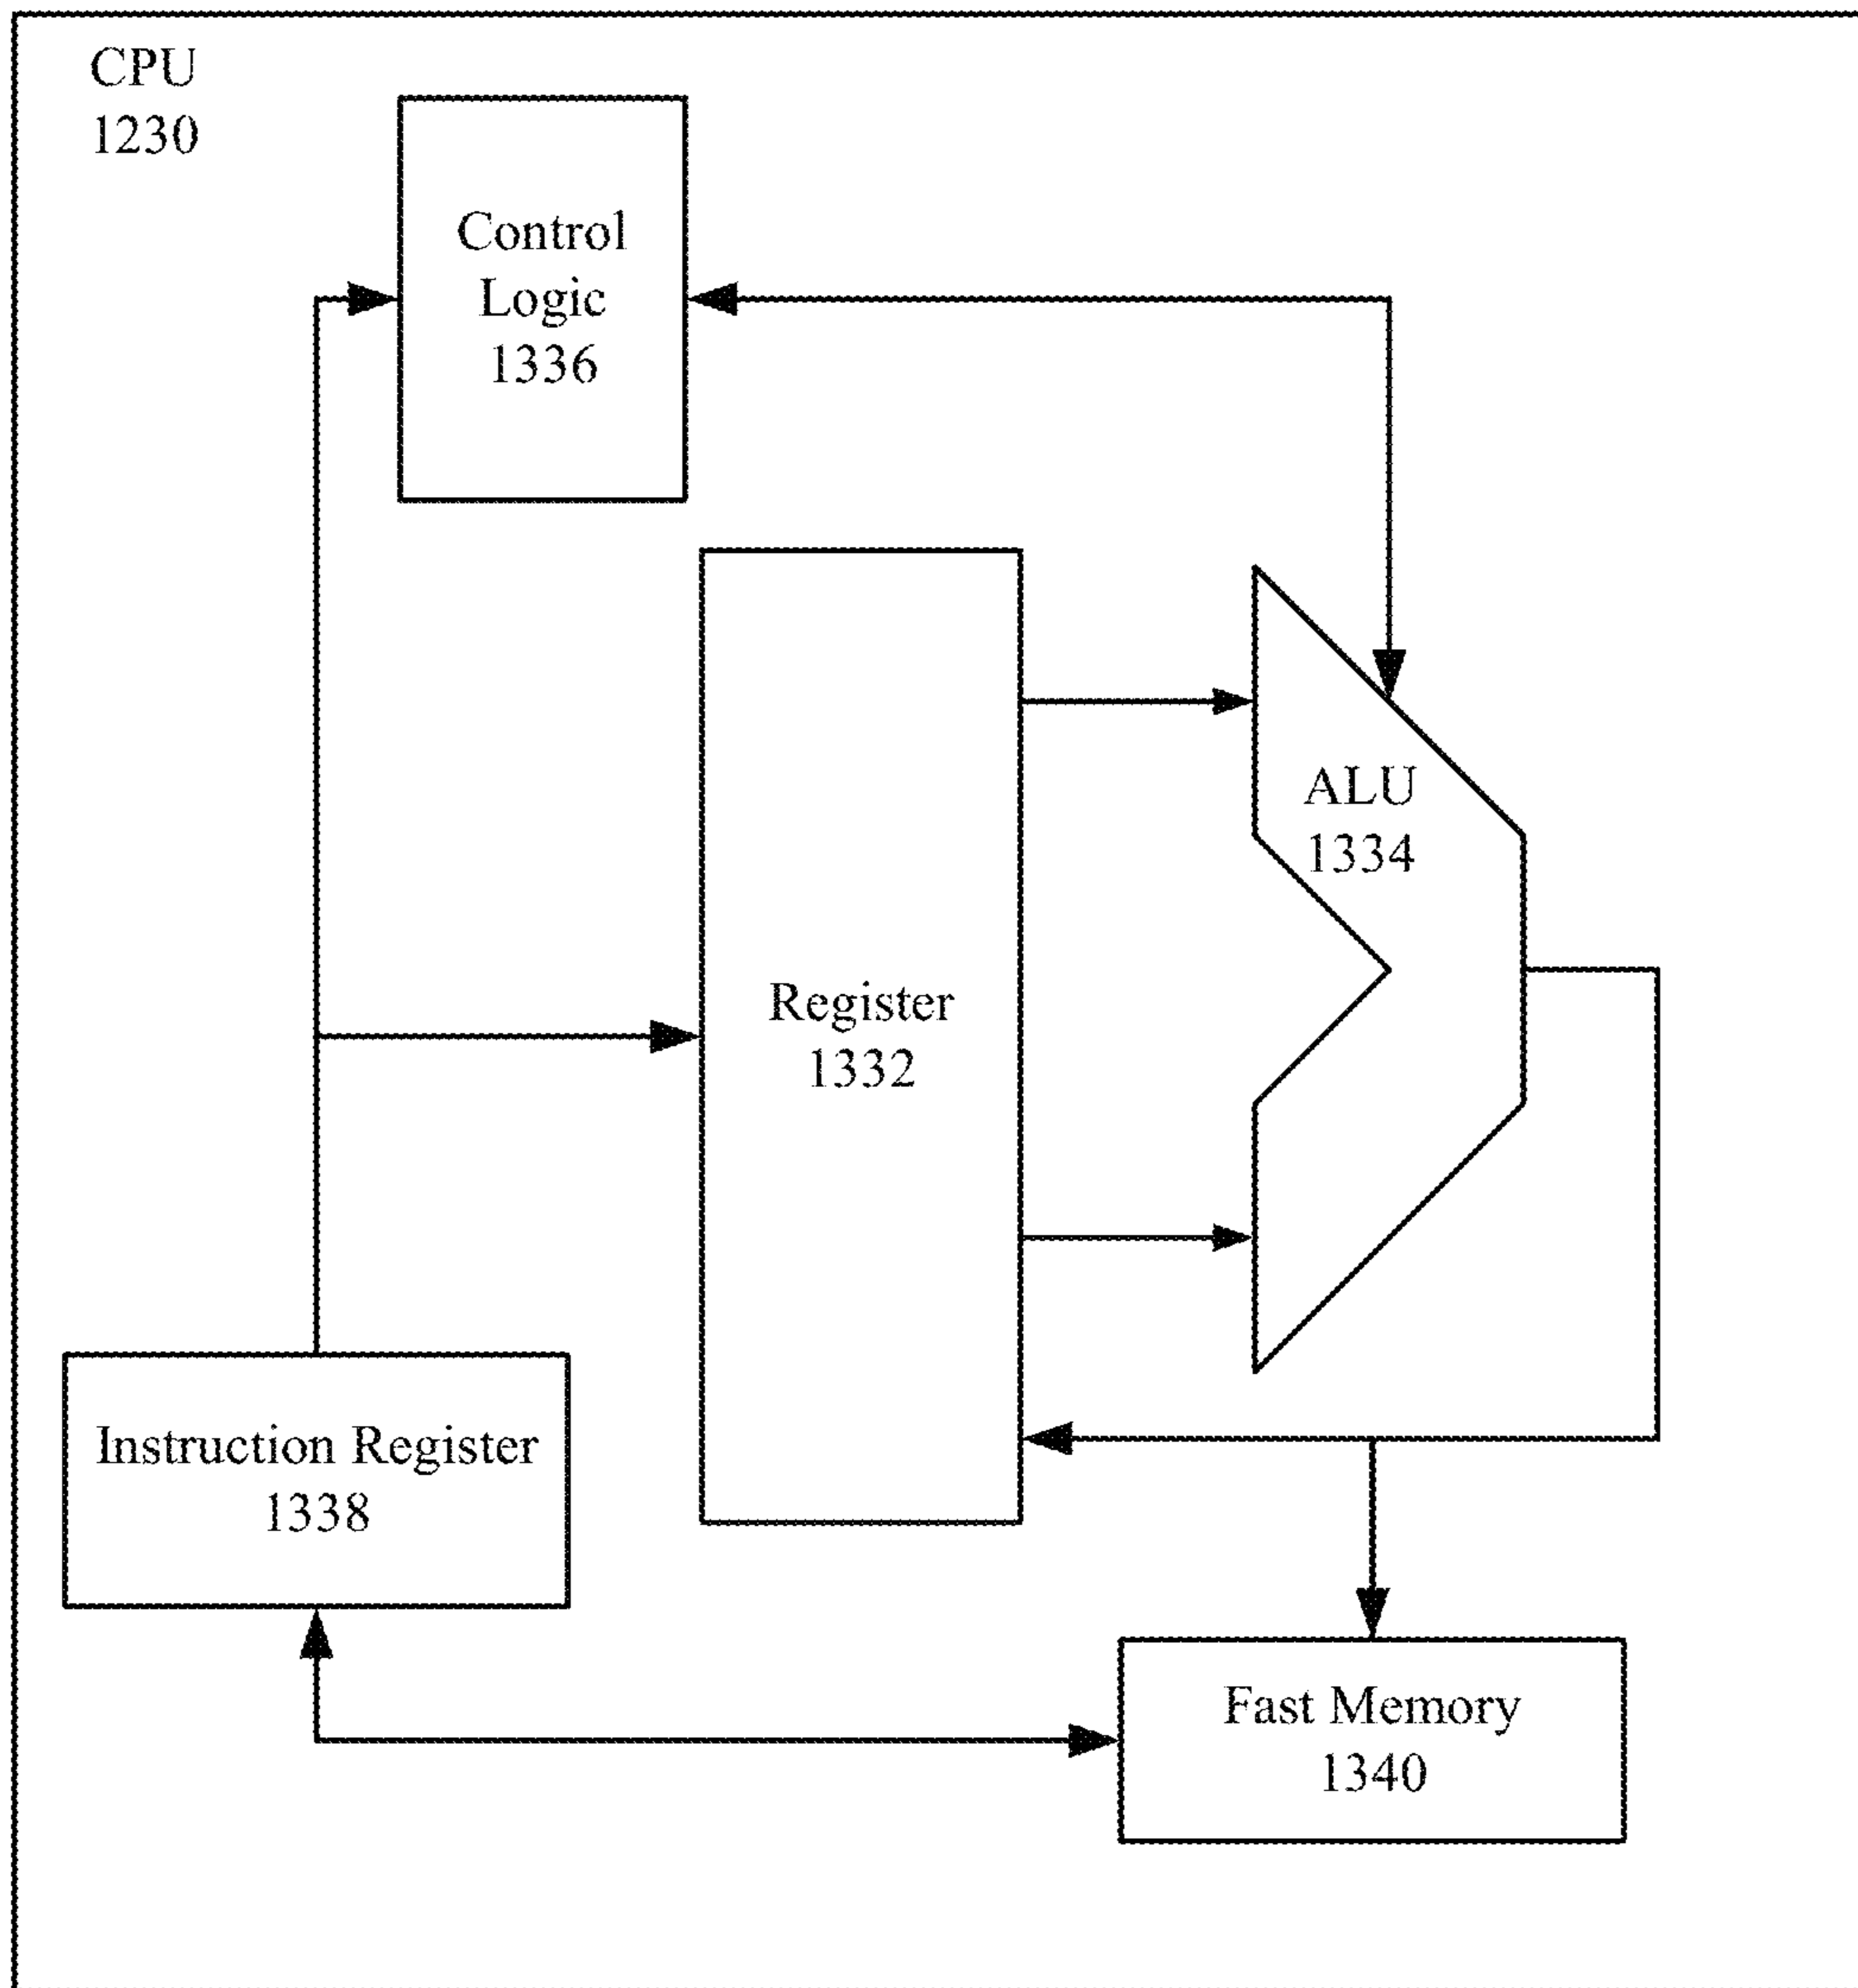 CPU
1230
Control
Logic
1336
ALU
1334
Register
1332
Instruction Register
1338
Fast Memory
1340